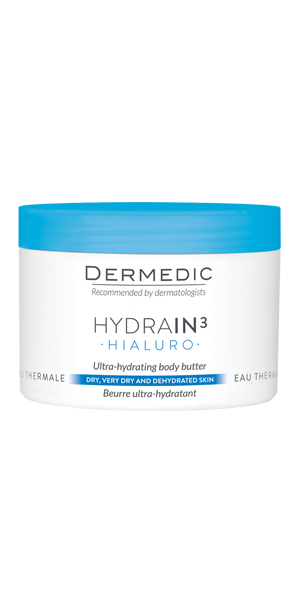 DERMEDIC
Recommended by dermatologists
HYDRAIN³
·HIALURO·
Ultra-hydrating body butter
EAU THERMALE
DRY, VERY DRY AND DEHYDRATED SKIN
EAU THERMA
Beurre ultra-hydratant